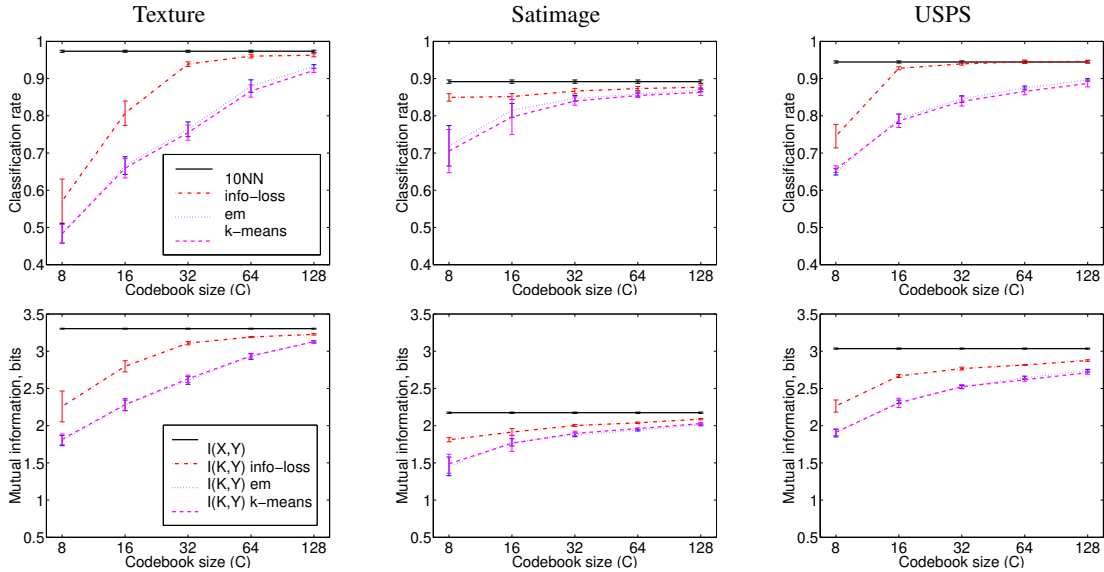 Texture
Satimage
USPS
1
0.9
0.8
0.7
0.6
0.5
0.4
Classification rate
8 16 32 64 128
Codebook size (C)
10NN
info−loss
em
k−means
1
0.9
0.8
0.7
0.6
0.5
0.4
Classification rate
8 16 32 64 128
Codebook size (C)
1
0.9
0.8
0.7
0.6
0.5
0.4
Classification rate
8 16 32 64 128
Codebook size (C)
3.5
3
2.5
2
1.5
1
0.5
Mutual information, bits
8 16 32 64 128
Codebook size (C)
I(X,Y)
I(K,Y) info−loss
I(K,Y) em
I(K,Y) k−means
3.5
3
2.5
2
1.5
1
0.5
Mutual information, bits
8 16 32 64 128
Codebook size (C)
3.5
3
2.5
2
1.5
1
0.5
Mutual information, bits
8 16 32 64 128
Codebook size (C)